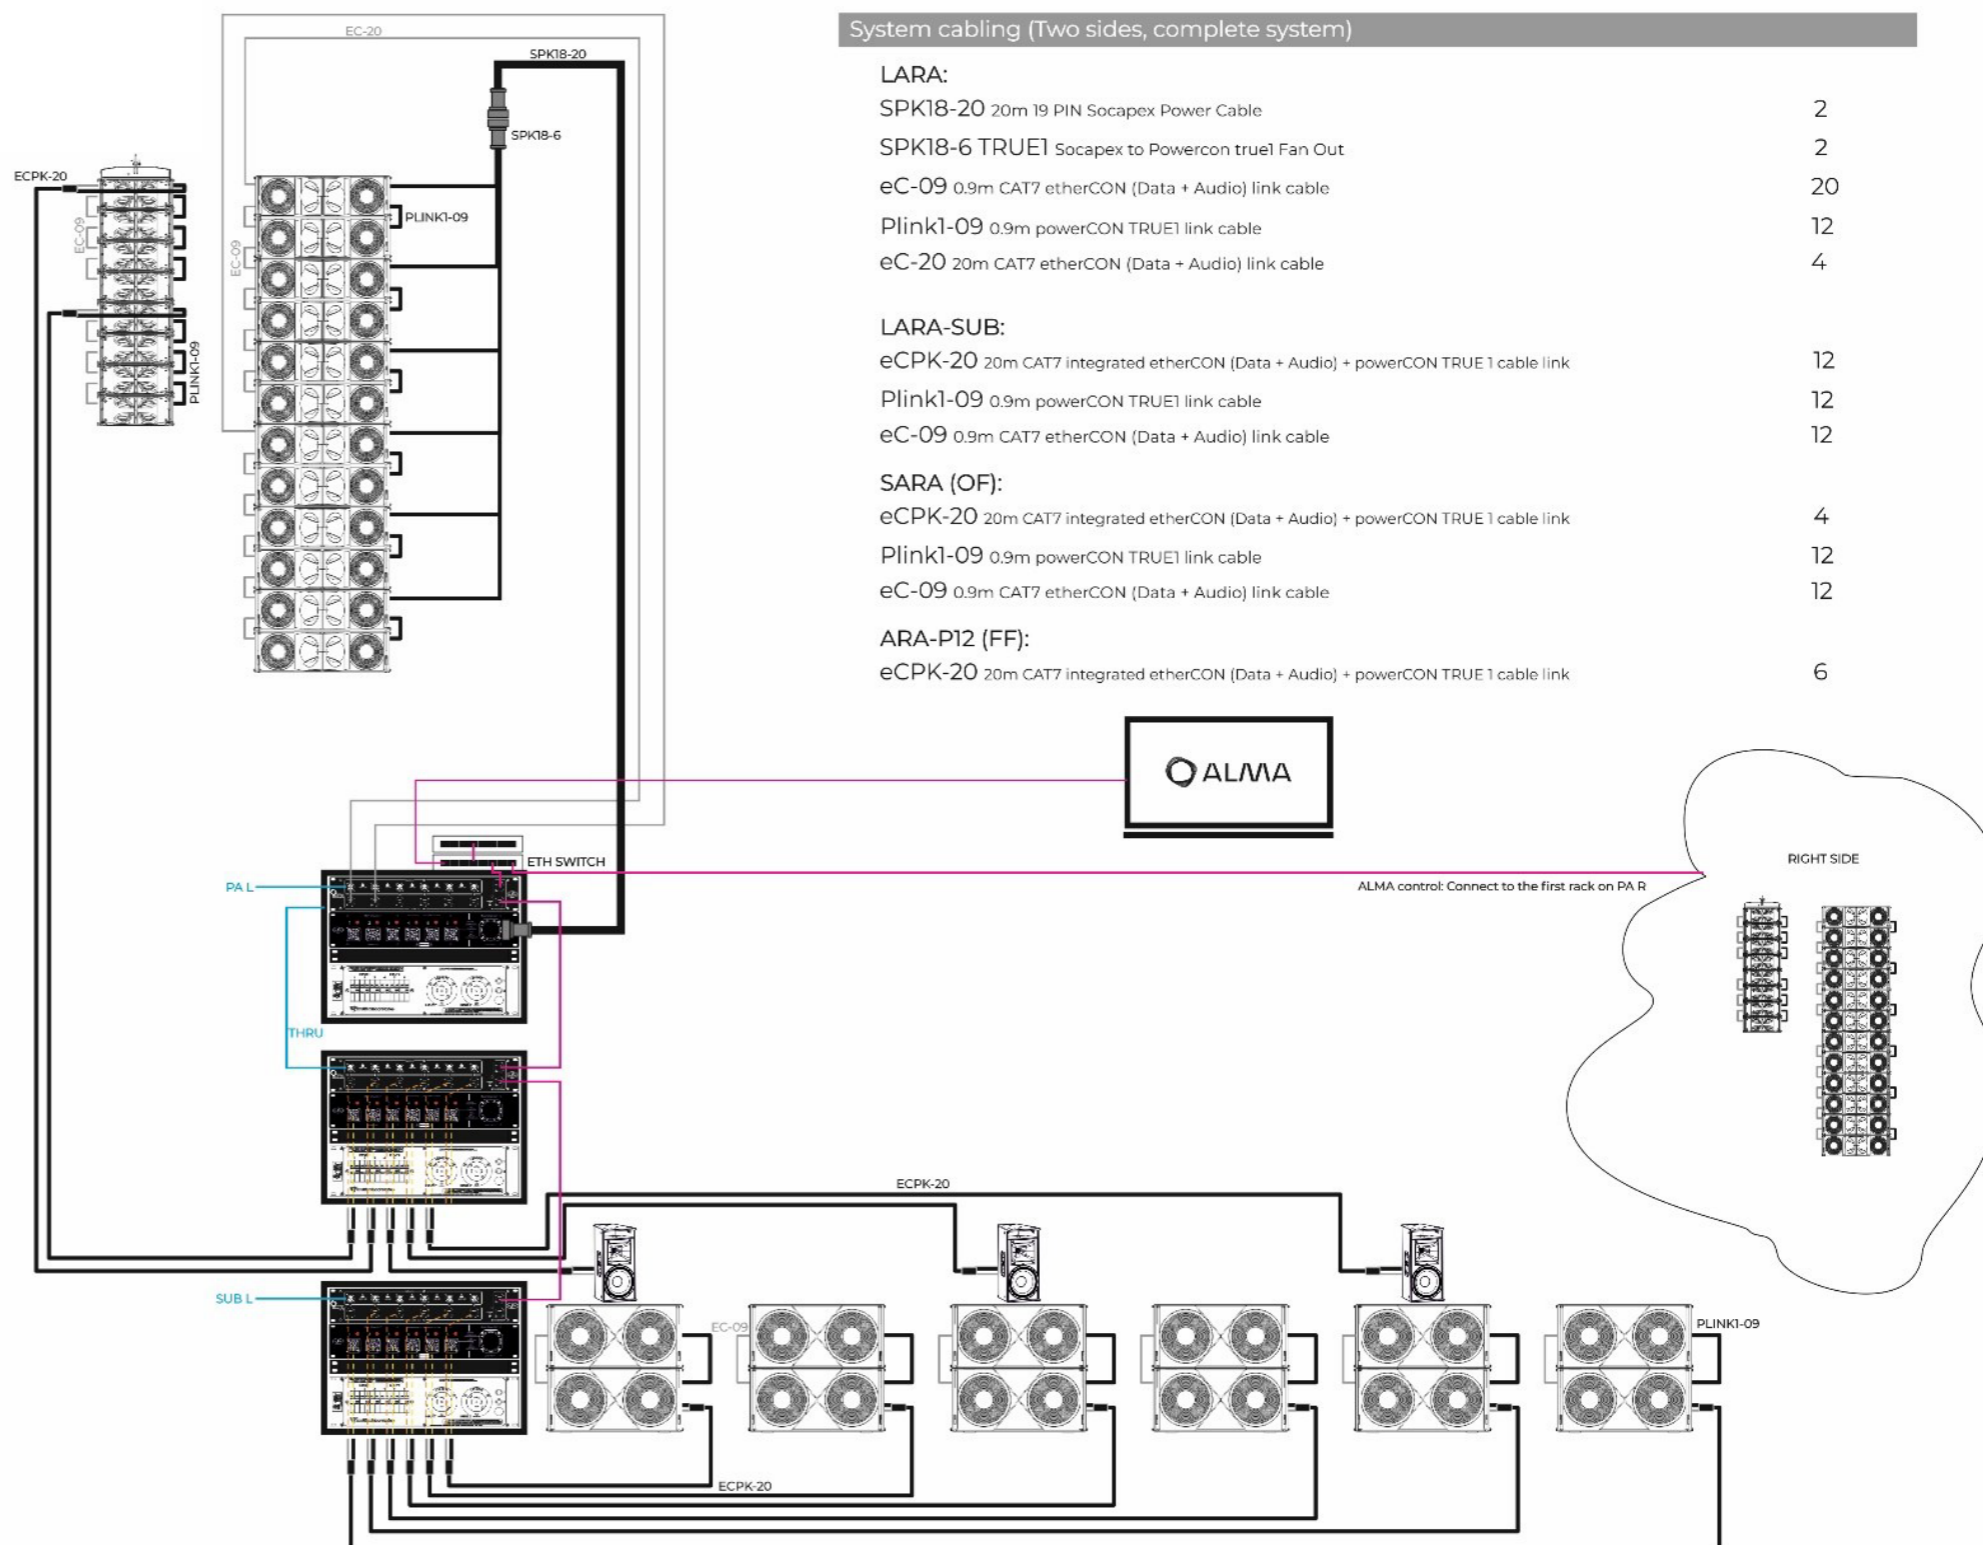 System cabling (Two sides, complete system)
LARA:
SPK18-20 20m 19 PIN Socapex Power Cable 2
SPK18-6 TRUE1 Socapex to Powercon true1 Fan Out 2
eC-09 0.9m CAT7 etherCON (Data + Audio) link cable 20
Plink1-09 0.9m powerCON TRUE1 link cable 12
eC-20 20m CAT7 etherCON (Data + Audio) link cable 4
LARA-SUB:
eCPK-20 20m CAT7 integrated etherCON (Data + Audio) + powerCON TRUE 1 cable link 12
Plink1-09 0.9m powerCON TRUE1 link cable 12
eC-09 0.9m CAT7 etherCON (Data + Audio) link cable 12
SARA (OF):
eCPK-20 20m CAT7 integrated etherCON (Data + Audio) + powerCON TRUE 1 cable link 4
Plink1-09 0.9m powerCON TRUE1 link cable 12
eC-09 0.9m CAT7 etherCON (Data + Audio) link cable 12
ARA-P12 (FF):
eCPK-20 20m CAT7 integrated etherCON (Data + Audio) + powerCON TRUE 1 cable link 6
EC-20
SPK18-20
SPK18-6
ECPK-20
EC-09
PLINK1-09
EC-09
PLINK1-09
ALMA
ETH SWITCH
PA L
RIGHT SIDE
ALMA control: Connect to the first rack on PA R
THRU
ECPK-20
SUB L
EC-09
PLINK1-09
ECPK-20